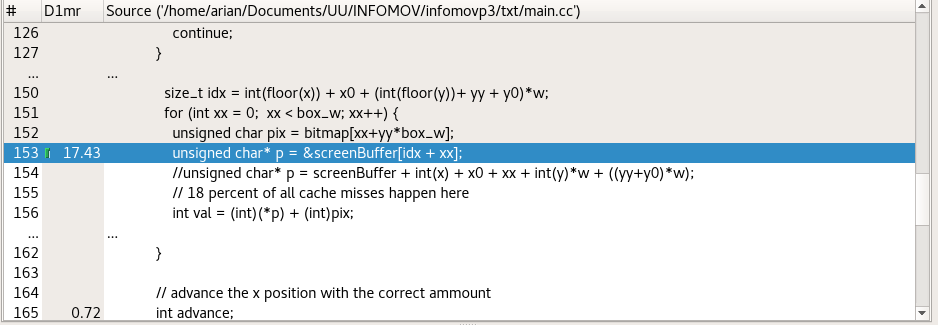 # D1mr Source ('/home/arian/Documents/UU/INFOMOV/infomovp3/txt/main.cc')
126 continue;
127 }
... ...
150 size_t idx = int(floor(x)) + x0 + (int(floor(y))+ yy + y0)*w;
151 for (int xx = 0;  xx < box_w; xx++) {
152 unsigned char pix = bitmap[xx+yy*box_w];
153 17.43 unsigned char* p = &screenBuffer[idx + xx];
154 //unsigned char* p = screenBuffer + int(x) + x0 + xx + int(y)*w + ((yy+y0)*w);
155 // 18 percent of all cache misses happen here
156 int val = (int)(*p) + (int)pix;
... ...
162 }
163
164 // advance the x position with the correct ammount
165 0.72 int advance;